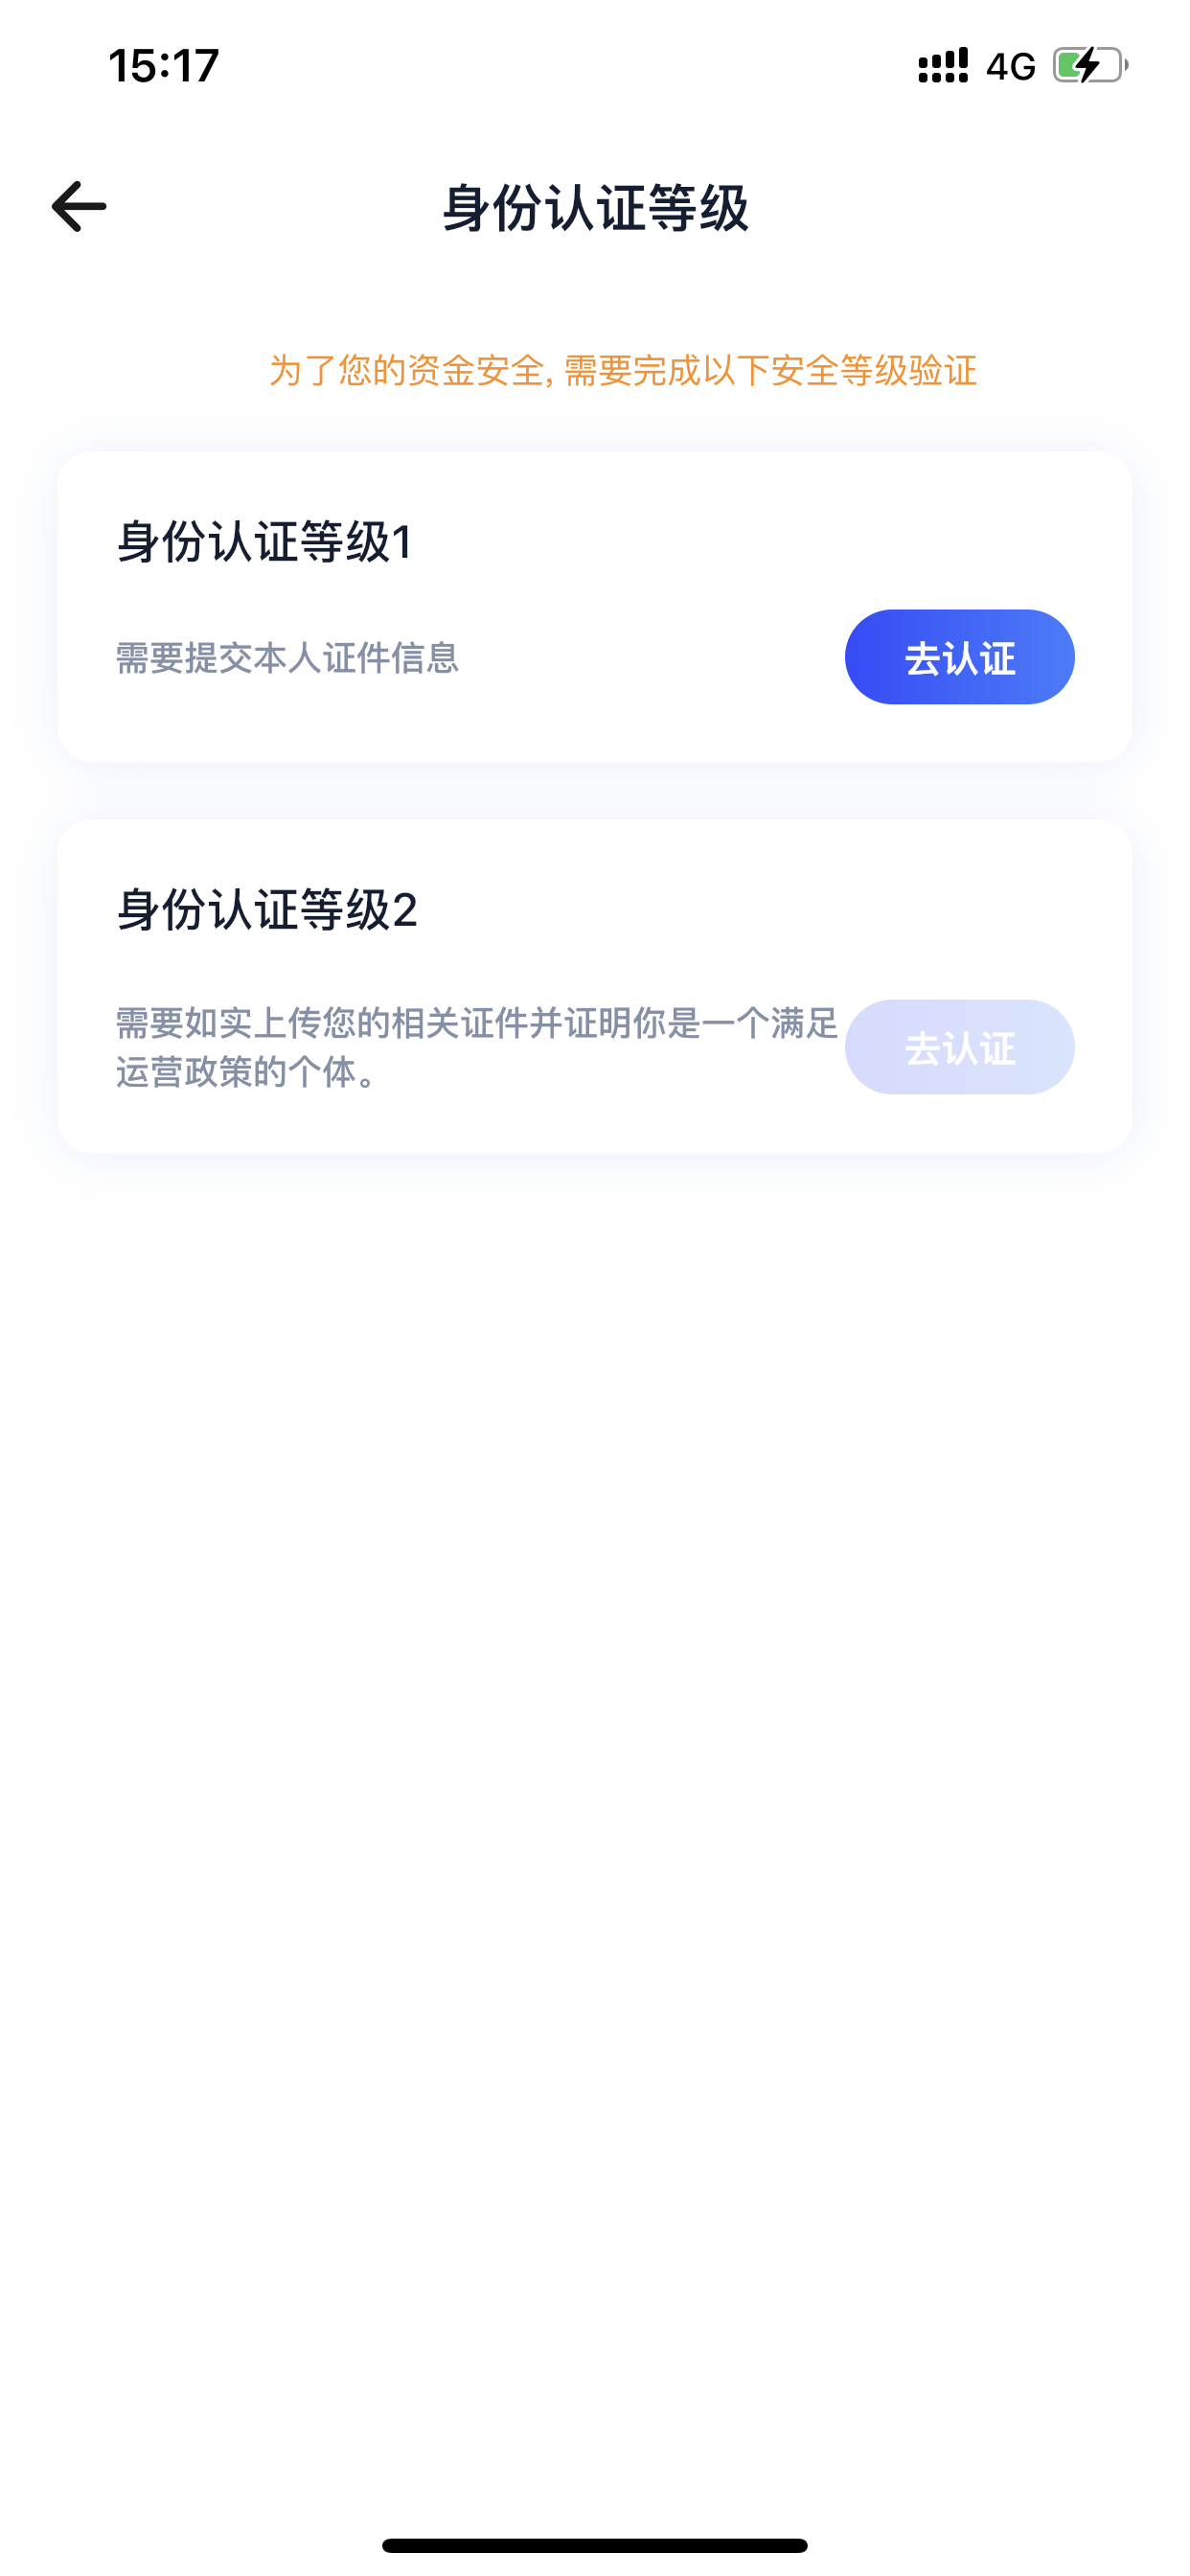 15:17
4G
身份认证等级
为了您的资金安全, 需要完成以下安全等级验证
身份认证等级1
需要提交本人证件信息
去认证
身份认证等级2
需要如实上传您的相关证件并证明你是一个满足
运营政策的个体。
去认证